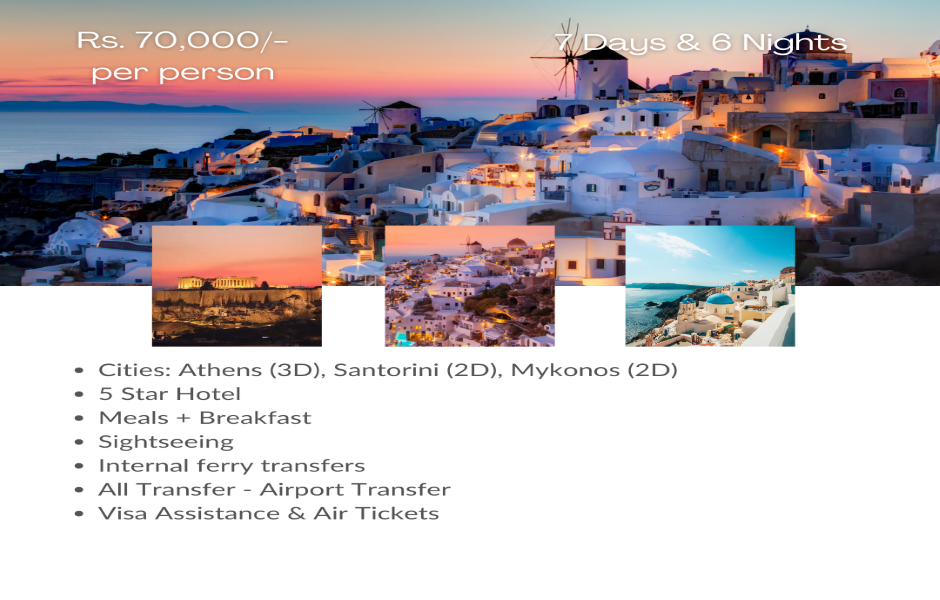 Rs. 70,000/-
per person
7 Days & 6 Nights
• Cities: Athens (3D), Santorini (2D), Mykonos (2D)
• 5 Star Hotel
• Meals + Breakfast
• Sightseeing
• Internal ferry transfers
• All Transfer - Airport Transfer
• Visa Assistance & Air Tickets